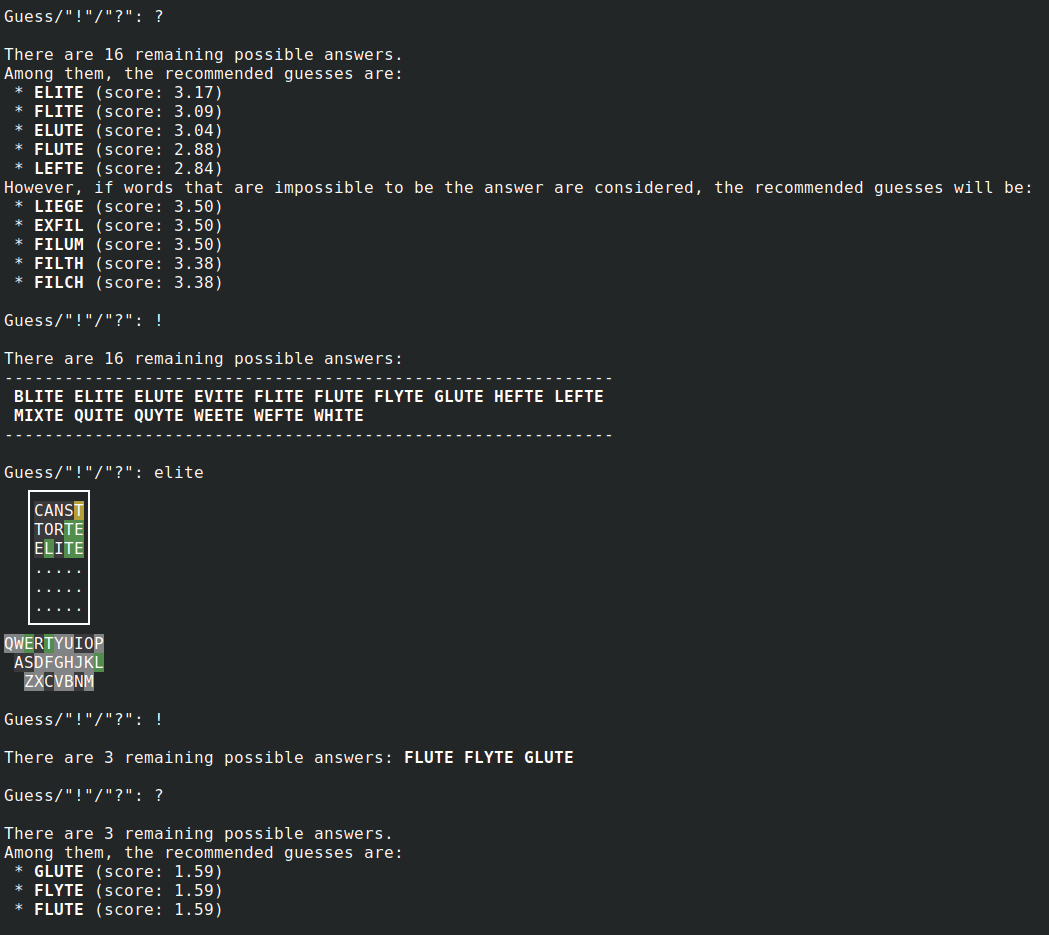 Guess/"!"/"?": ?
There are 16 remaining possible answers.
Among them, the recommended guesses are:
* ELITE (score: 3.17)
* FLITE (score: 3.09)
* ELUTE (score: 3.04)
* FLUTE (score: 2.88)
* LEFTE (score: 2.84)
However, if words that are impossible to be the answer are considered, the recommended guesses will be:
* LIEGE (score: 3.50)
* EXFIL (score: 3.50)
* FILUM (score: 3.50)
* FILTH (score: 3.38)
* FILCH (score: 3.38)
Guess/"!"/"?": !
There are 16 remaining possible answers:
-------------------------------------------------------------
BLITE ELITE ELUTE EVITE FLITE FLUTE FLYTE GLUTE HEFTE LEFTE
MIXTE QUITE QUYTE WEETE WEFTE WHITE
-------------------------------------------------------------
Guess/"!"/"?": elite
CANST
TORTE
ELITE
.....
.....
.....
QWERTYUIOP
ASDFGHJKL
ZXCVBNM
Guess/"!"/"?": !
There are 3 remaining possible answers: FLUTE FLYTE GLUTE
Guess/"!"/"?": ?
There are 3 remaining possible answers.
Among them, the recommended guesses are:
* GLUTE (score: 1.59)
* FLYTE (score: 1.59)
* FLUTE (score: 1.59)